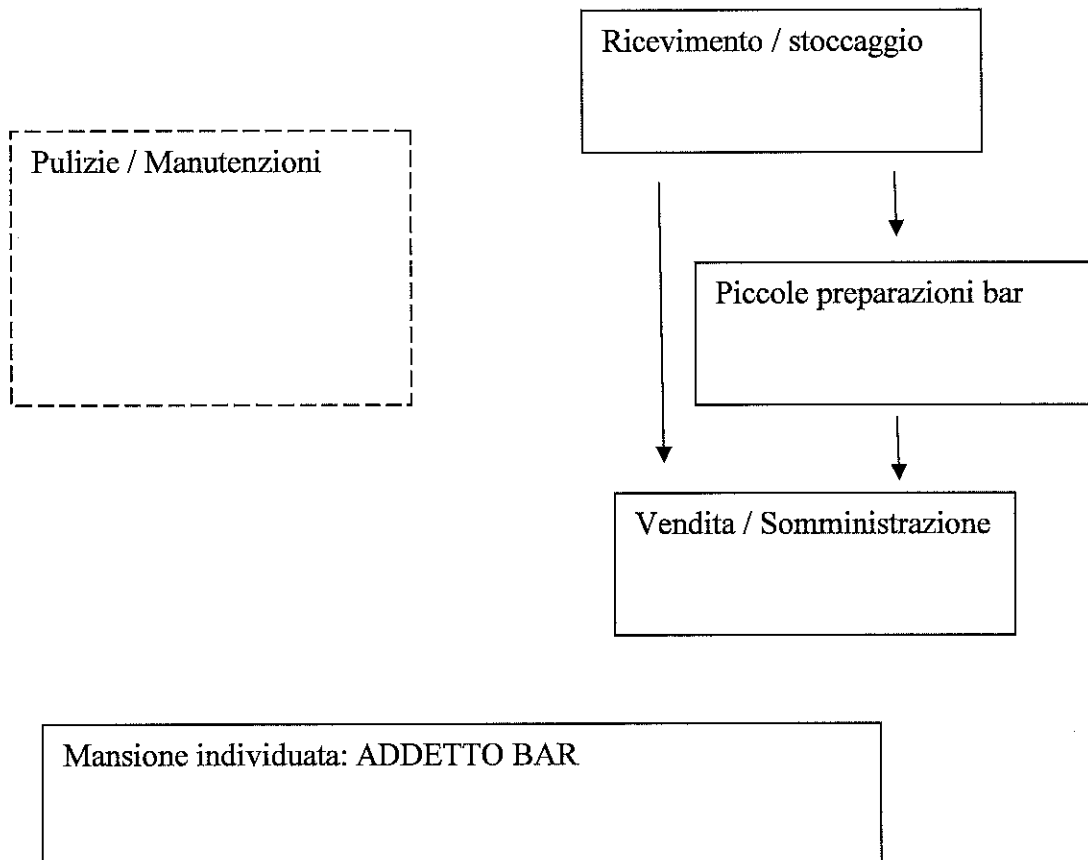 Ricevimento / stoccaggio
Pulizie / Manutenzioni
Piccole preparazioni bar
Vendita / Somministrazione
Mansione individuata: ADDETTO BAR